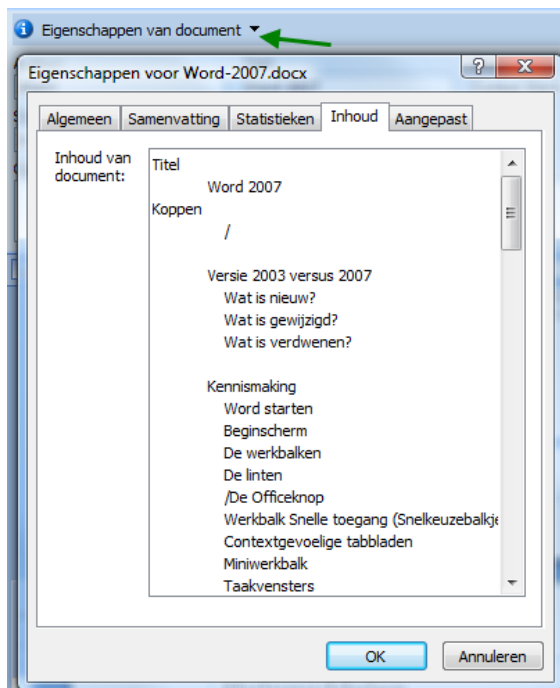 Eigenschappen van document
Eigenschappen voor Word-2007.docx
Algemeen Samenvatting Statistieken Inhoud Aangepast
Inhoud van
document:
Titel
Word 2007
Koppen
/
Versie 2003 versus 2007
Wat is nieuw?
Wat is gewijzigd?
Wat is verdwenen?
Kennismaking
Word starten
Beginscherm
De werkbalken
De linten
/De Officeknop
Werkbalk Snelle toegang (Snelkeuzebalkje
Contextgevoelige tabbladen
Miniwerkbalk
Taakvensters
OK Annuleren